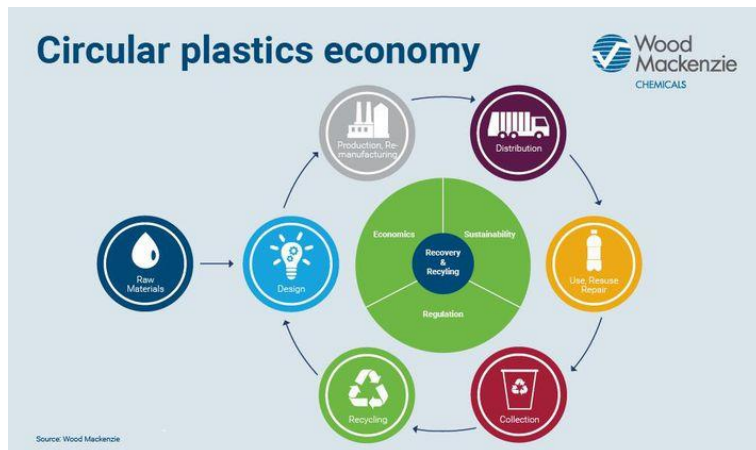 Circular plastics economy
Wood
Mackenzie
CHEMICALS
Production, Re-
manufacturing
Distribution
Economics
Sustainability
Recovery
&
Recyling
Regulation
Raw
Materials
Design
Use, Resuse
Repair
Recycling
Collection
Source: Wood Mackenzie